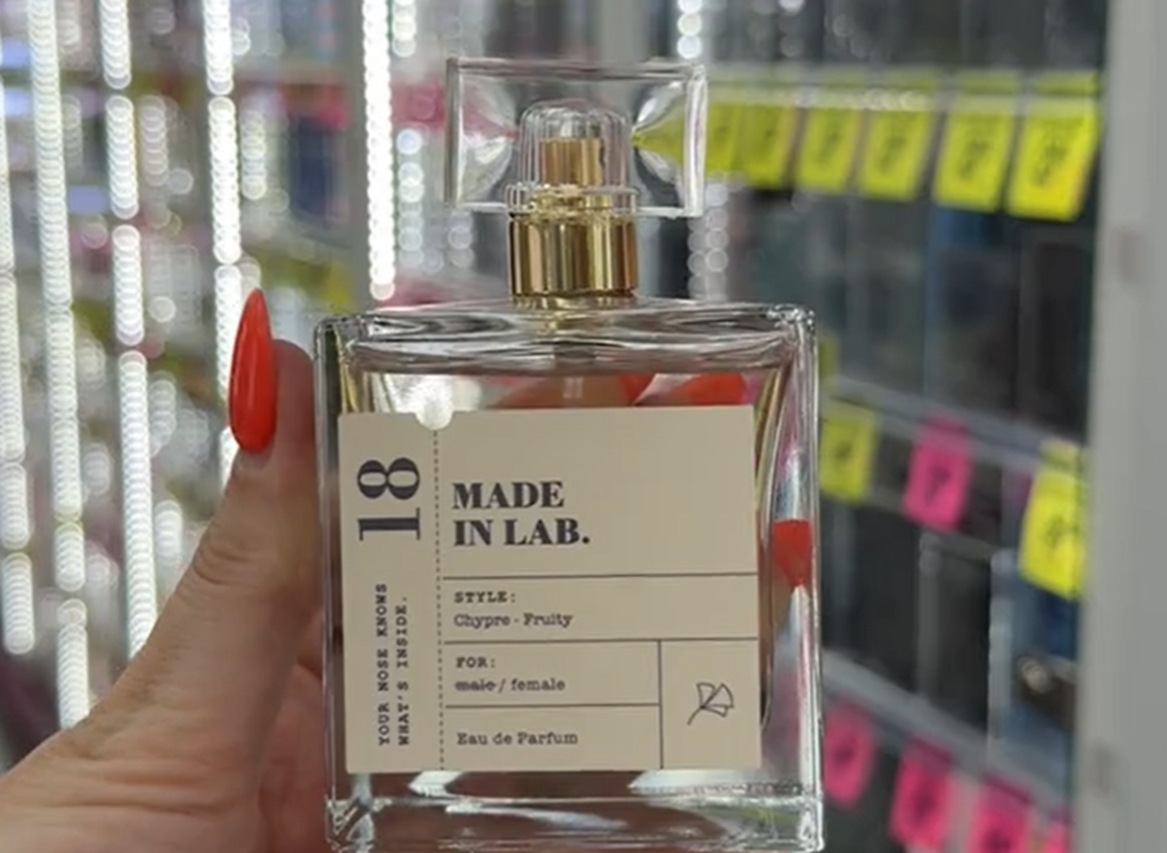 18
YOUR NOSE KNOWS
WHAT'S INSIDE.
MADE
IN LAB.
STYLE:
Chypre - Fruity
FOR:
male / female
Eau de Parfum